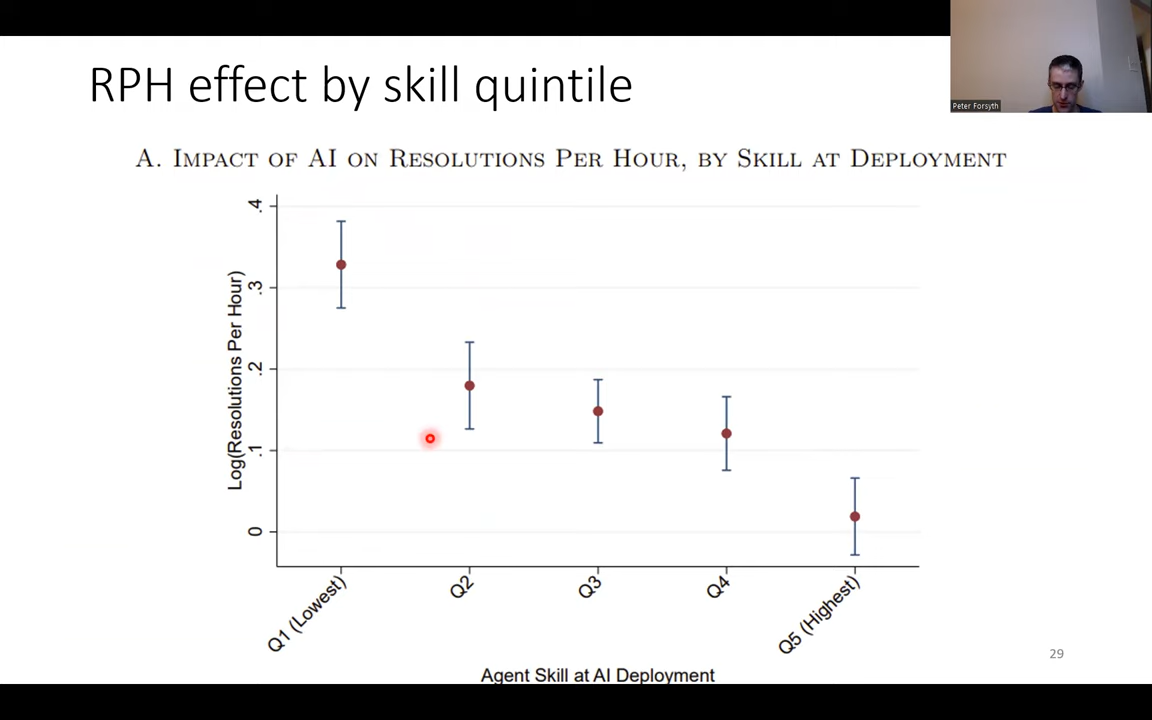 RPH effect by skill quintile
Peter Forsyth
A. Impact of AI on Resolutions Per Hour, by Skill at Deployment
Log(Resolutions Per Hour)
.4
.3
.2
.1
0
Q1 (Lowest)
Q2
Q3
Q4
Q5 (Highest)
Agent Skill at AI Deployment
29